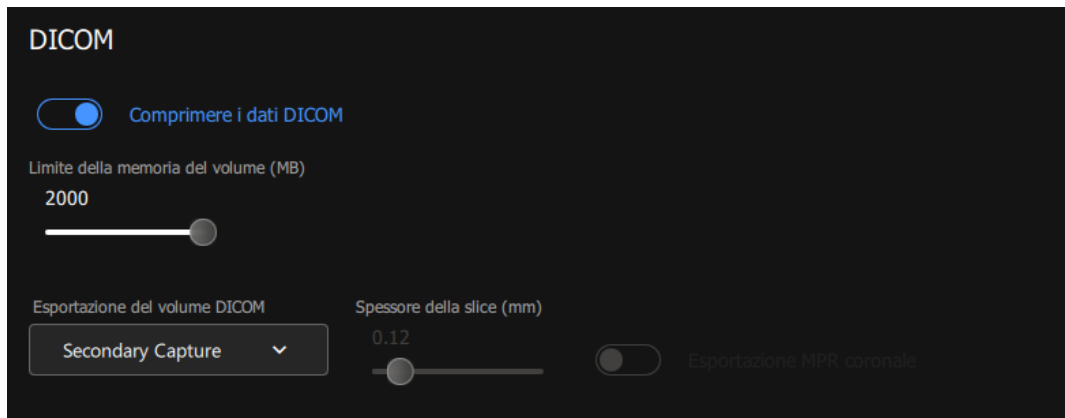 DICOM
Comprimere i dati DICOM
Limite della memoria del volume (MB)
2000
Esportazione del volume DICOM
Spessore della slice (mm)
Secondary Capture
0.12
Esportazione MPR coronale